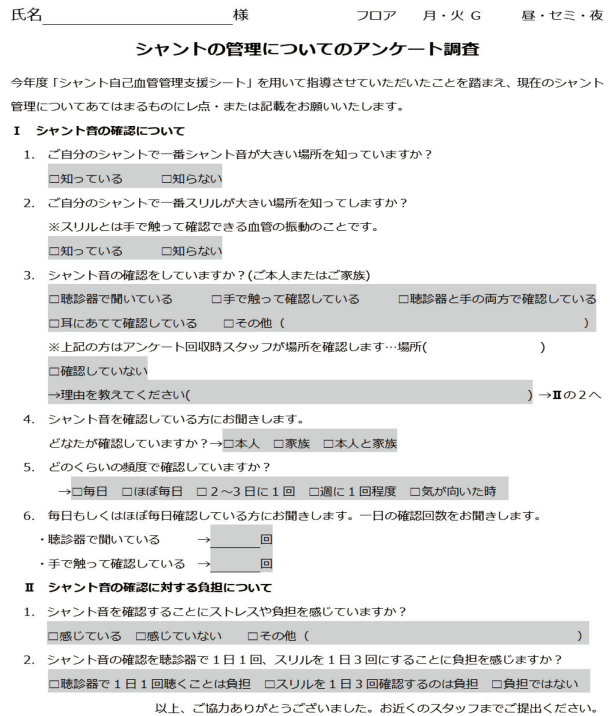 氏名＿＿＿＿＿＿＿＿＿＿様　フロア　月・火 G　昼・セミ・夜
シャントの管理についてのアンケート調査
今年度「シャント自己血管管理支援シート」を用いて指導させていただいたことを踏まえ、現在のシャント
管理についてあてはまるものにレ点・または記載をお願いいたします。
Ⅰ　シャント音の確認について
1.　ご自分のシャントで一番シャント音が大きい場所を知っていますか？
□知っている　　□知らない
2.　ご自分のシャントで一番スリルが大きい場所を知ってしますか？
※スリルとは手で触って確認できる血管の振動のことです。
□知っている　　□知らない
3.　シャント音の確認をしていますか？(ご本人またはご家族)
□聴診器で聞いている　　□手で触って確認している　　□聴診器と手の両方で確認している
□耳にあてて確認している　□その他（　　　　　　　　　　）
※上記の方はアンケート回収時スタッフが場所を確認します…場所(　　　　　　)
□確認していない
→理由を教えてください(　　　　　　　　　　) →Ⅱの２へ
4.　シャント音を確認している方にお聞きします。
どなたが確認していますか？→□本人　□家族　□本人と家族
5.　どのくらいの頻度で確認していますか？
→□毎日　□ほぼ毎日　□２～３日に１回　□週に１回程度　□気が向いた時
6.　毎日もしくはほぼ毎日確認している方にお聞きします。一日の確認回数をお聞きします。
・聴診器で聞いている　　→＿＿＿＿回
・手で触って確認している　→＿＿＿＿回
Ⅱ　シャント音の確認に対する負担について
1.　シャント音を確認することにストレスや負担を感じていますか？
□感じている　□感じていない　　□その他（　　　　　　　　　　）
2.　シャント音の確認を聴診器で１日１回、スリルを１日３回にすることに負担を感じますか？
□聴診器で１日１回聴くことは負担　□スリルを１日３回確認するのは負担　□負担ではない
以上、ご協力ありがとうございました。お近くのスタッフまでご提出ください。